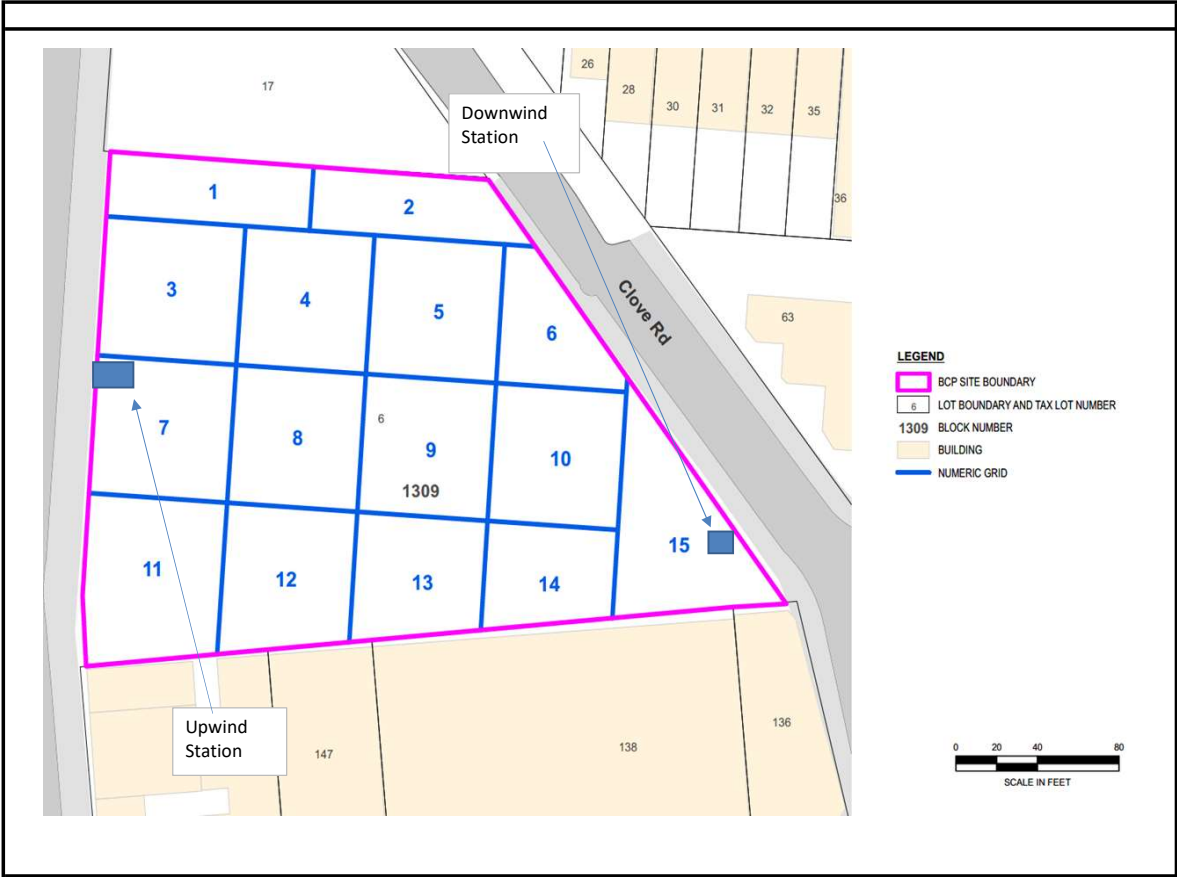 17
26
28
30
31
32
35
36
Downwind
Station
1
2
3
4
5
6
Clove Rd
63
7
8
6
9
10
1309
11
12
13
14
15
Upwind
Station
147
138
136
LEGEND
BCP SITE BOUNDARY
6 LOT BOUNDARY AND TAX LOT NUMBER
1309 BLOCK NUMBER
BUILDING
NUMERIC GRID
0 20 40 80
SCALE IN FEET